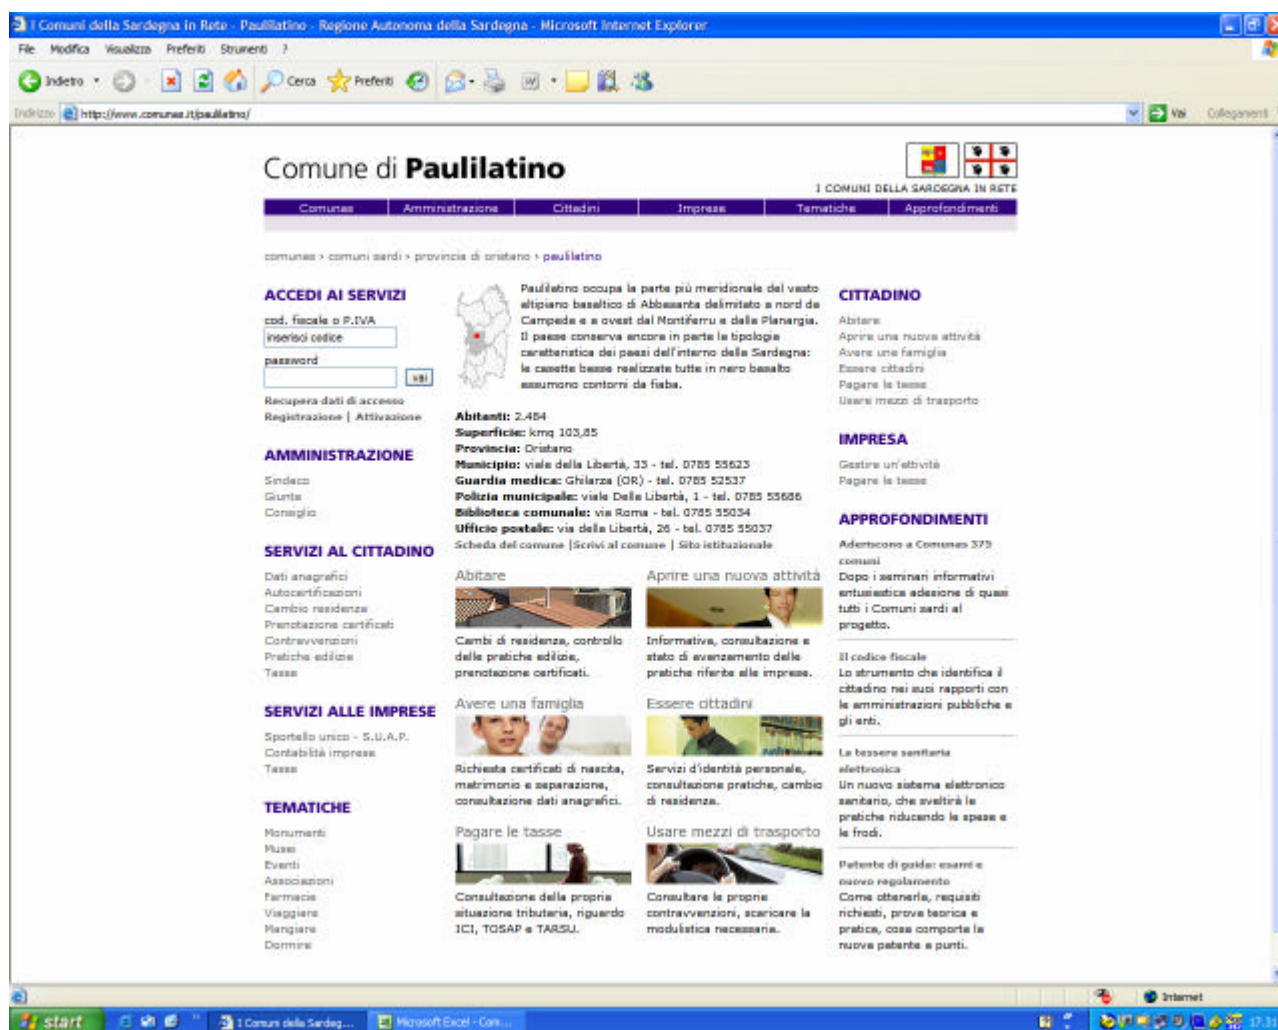 I Comuni della Sardegna in Rete - Paulilatino - Regione Autonoma della Sardegna - Microsoft Internet Explorer
File Modifica Visualizza Preferiti Strumenti ?
Indietro Cerca Preferiti
Indirizzo http://www.comunas.it/paulilatino/ Vai Collegamenti
Comune di Paulilatino
I COMUNI DELLA SARDEGNA IN RETE
Comunas Amministrazione Cittadini Imprese Tematiche Approfondimenti
comunas > comuni sardi > provincia di oristano > paulilatino
ACCEDI AI SERVIZI
cod. fiscale o P.IVA
inserisci codice
password
vai
Recupera dati di accesso
Registrazione | Attivazione
AMMINISTRAZIONE
Sindaco
Giunta
Consiglio
SERVIZI AL CITTADINO
Dati anagrafici
Autocertificazioni
Cambio residenza
Prenotazione certificati
Contravvenzioni
Pratiche edilizie
Tasse
SERVIZI ALLE IMPRESE
Sportello unico - S.U.A.P.
Contabilità imprese
Tasse
TEMATICHE
Monumenti
Musei
Eventi
Associazioni
Farmacie
Viaggiare
Mangiare
Dormire
Paulilatino occupa la parte più meridionale del vasto
altipiano basaltico di Abbasanta delimitato a nord da
Campeda e a ovest dal Montiferru e dalla Planargia.
Il paese conserva ancora in parte la tipologia
caratteristica dei paesi dell'interno della Sardegna:
le casette basse realizzate tutte in nero basalto
assumono contorni da fiaba.
Abitanti: 2.484
Superficie: kmq 103,85
Provincia: Oristano
Municipio: viale della Libertà, 33 - tel. 0785 55623
Guardia medica: Ghilarza (OR) - tel. 0785 52537
Polizia municipale: viale Della Libertà, 1 - tel. 0785 55686
Biblioteca comunale: via Roma - tel. 0785 55034
Ufficio postale: via della Libertà, 26 - tel. 0785 55037
Scheda del comune |Scrivi al comune | Sito istituzionale
Abitare
Cambi di residenza, controllo
delle pratiche edilizie,
prenotazione certificati.
Aprire una nuova attività
Informativa, consultazione e
stato di avanzamento delle
pratiche riferite alle imprese.
Avere una famiglia
Richiesta certificati di nascita,
matrimonio e separazione,
consultazione dati anagrafici.
Essere cittadini
Servizi d'identità personale,
consultazione pratiche, cambio
di residenza.
Pagare le tasse
Consultazione della propria
situazione tributaria, riguardo
ICI, TOSAP e TARSU.
Usare mezzi di trasporto
Consultare le proprie
contravvenzioni, scaricare la
modulistica necessaria.
CITTADINO
Abitare
Aprire una nuova attività
Avere una famiglia
Essere cittadini
Pagare le tasse
Usare mezzi di trasporto
IMPRESA
Gestire un'attività
Pagare le tasse
APPROFONDIMENTI
Aderiscono a Comunas 375
comuni
Dopo i seminari informativi
entusiastica adesione di quasi
tutti i Comuni sardi al
progetto.
Il codice fiscale
Lo strumento che identifica il
cittadino nei suoi rapporti con
le amministrazioni pubbliche e
gli enti.
La tessera sanitaria
elettronica
Un nuovo sistema elettronico
sanitario, che sveltirà le
pratiche riducendo le spese e
le frodi.
Patente di guida: esami e
nuovo regolamento
Come ottenerla, requisiti
richiesti, prova teorica e
pratica, cosa comporta la
nuova patente a punti.
Internet
start I Comuni della Sardeg... Microsoft Excel - Com... 17.31